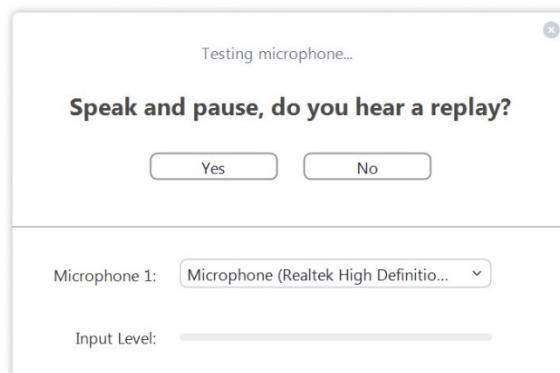 Testing microphone...
Speak and pause, do you hear a replay?
Yes No
Microphone 1: Microphone (Realtek High Definitio...
Input Level: